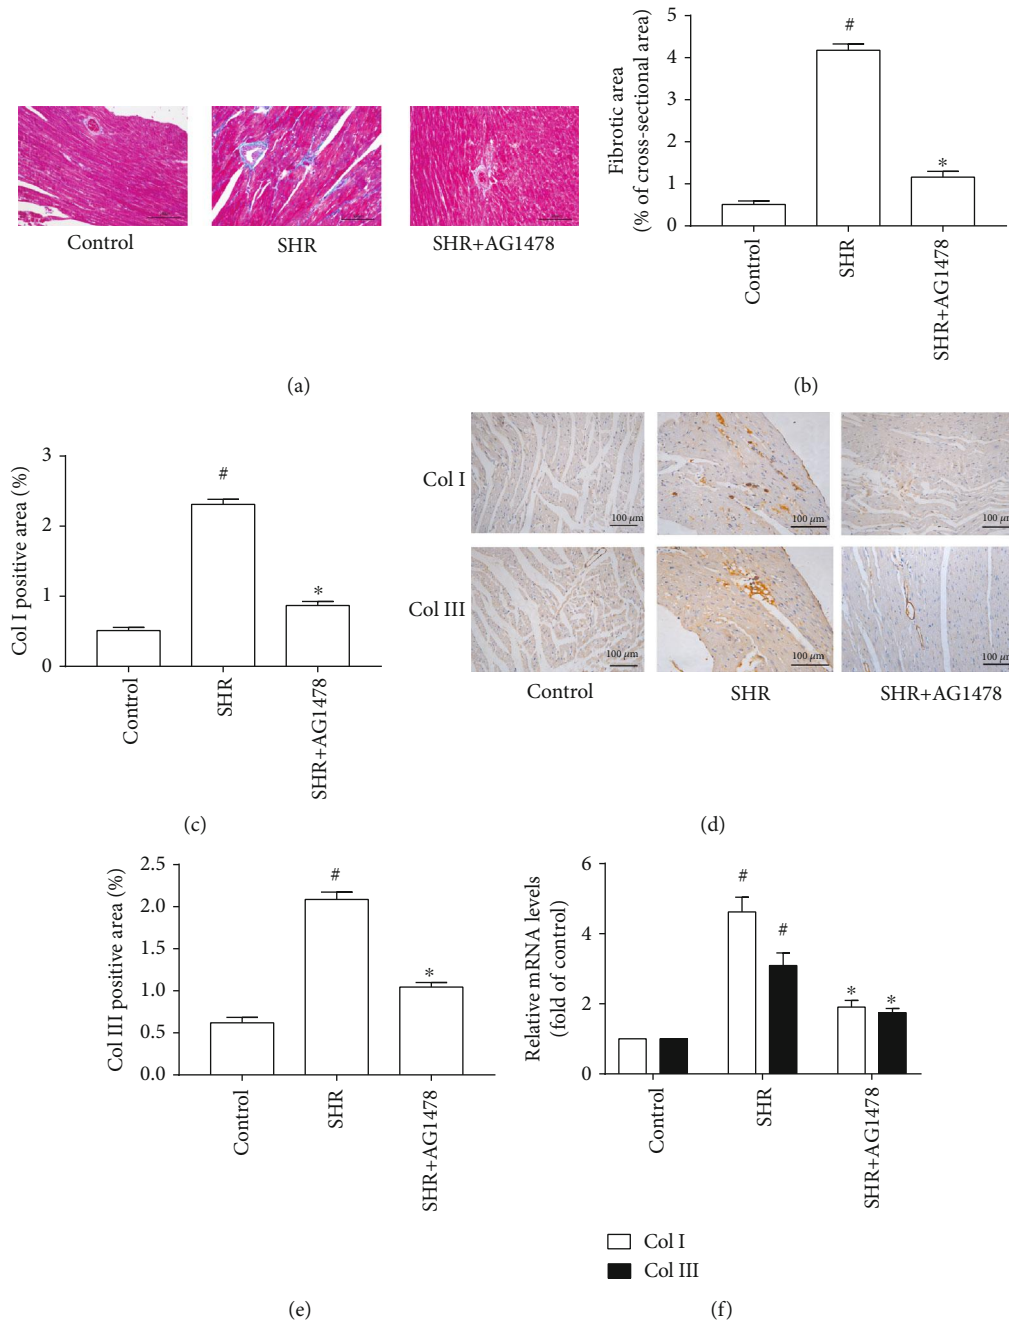 Control
SHR
SHR+AG1478
(a)
Fibrotic area
(% of cross-sectional area)
5
4
3
2
1
0
#
*
Control
SHR
SHR+AG1478
(b)
Col I positive area (%)
3
2
1
0
#
*
Control
SHR
SHR+AG1478
(c)
Col I
100 µm
100 µm
100 µm
Col III
100 µm
100 µm
100 µm
Control
SHR
SHR+AG1478
(d)
Col III positive area (%)
2.5
2.0
1.5
1.0
0.5
0.0
#
*
Control
SHR
SHR+AG1478
(e)
Relative mRNA levels
(fold of control)
6
4
2
0
#
#
*
*
Control
SHR
SHR+AG1478
Col I
Col III
(f)